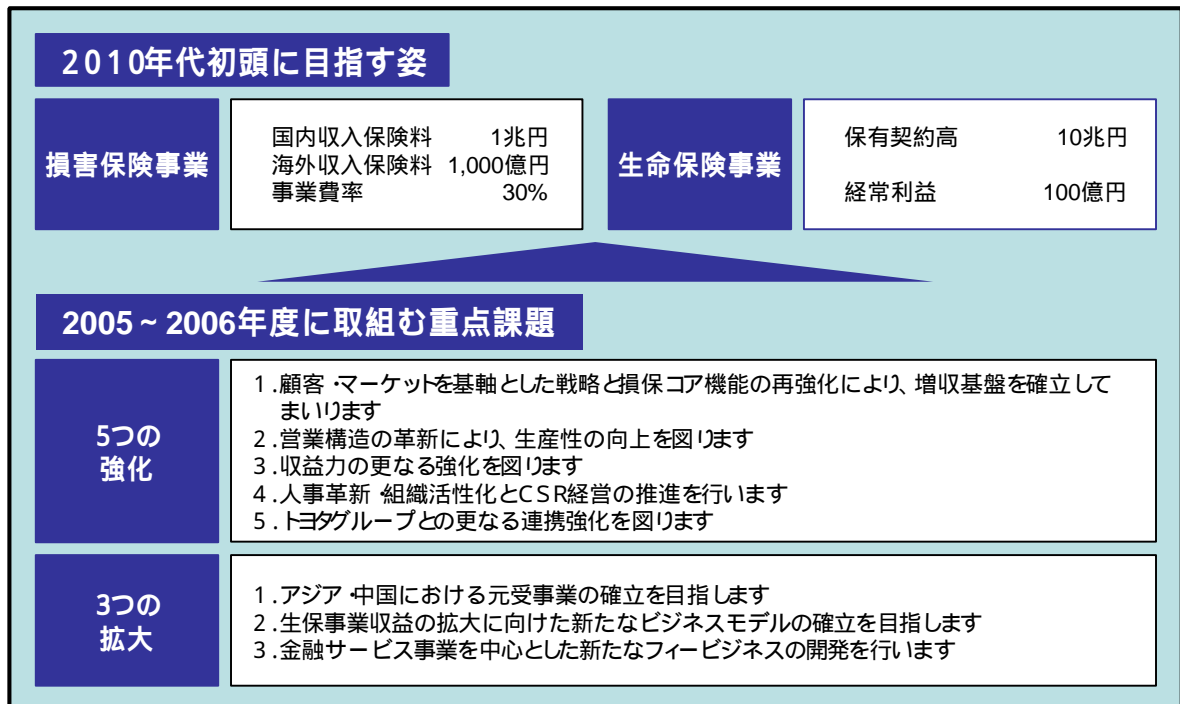 2010年代初頭に目指す姿
損害保険事業
国内収入保険料 1兆円
海外収入保険料 1,000億円
事業費率 30%
生命保険事業
保有契約高 10兆円
経常利益 100億円
2005~2006年度に取組む重点課題
5つの
強化
1.顧客・マーケットを基軸とした戦略と損保コア機能の再強化により、増収基盤を確立して
まいります
2.営業構造の革新により、生産性の向上を図ります
3.収益力の更なる強化を図ります
4.人事革新・組織活性化とCSR経営の推進を行います
5.トヨタグループとの更なる連携強化を図ります
3つの
拡大
1.アジア・中国における元受事業の確立を目指します
2.生保事業収益の拡大に向けた新たなビジネスモデルの確立を目指します
3.金融サービス事業を中心とした新たなフィービジネスの開発を行います